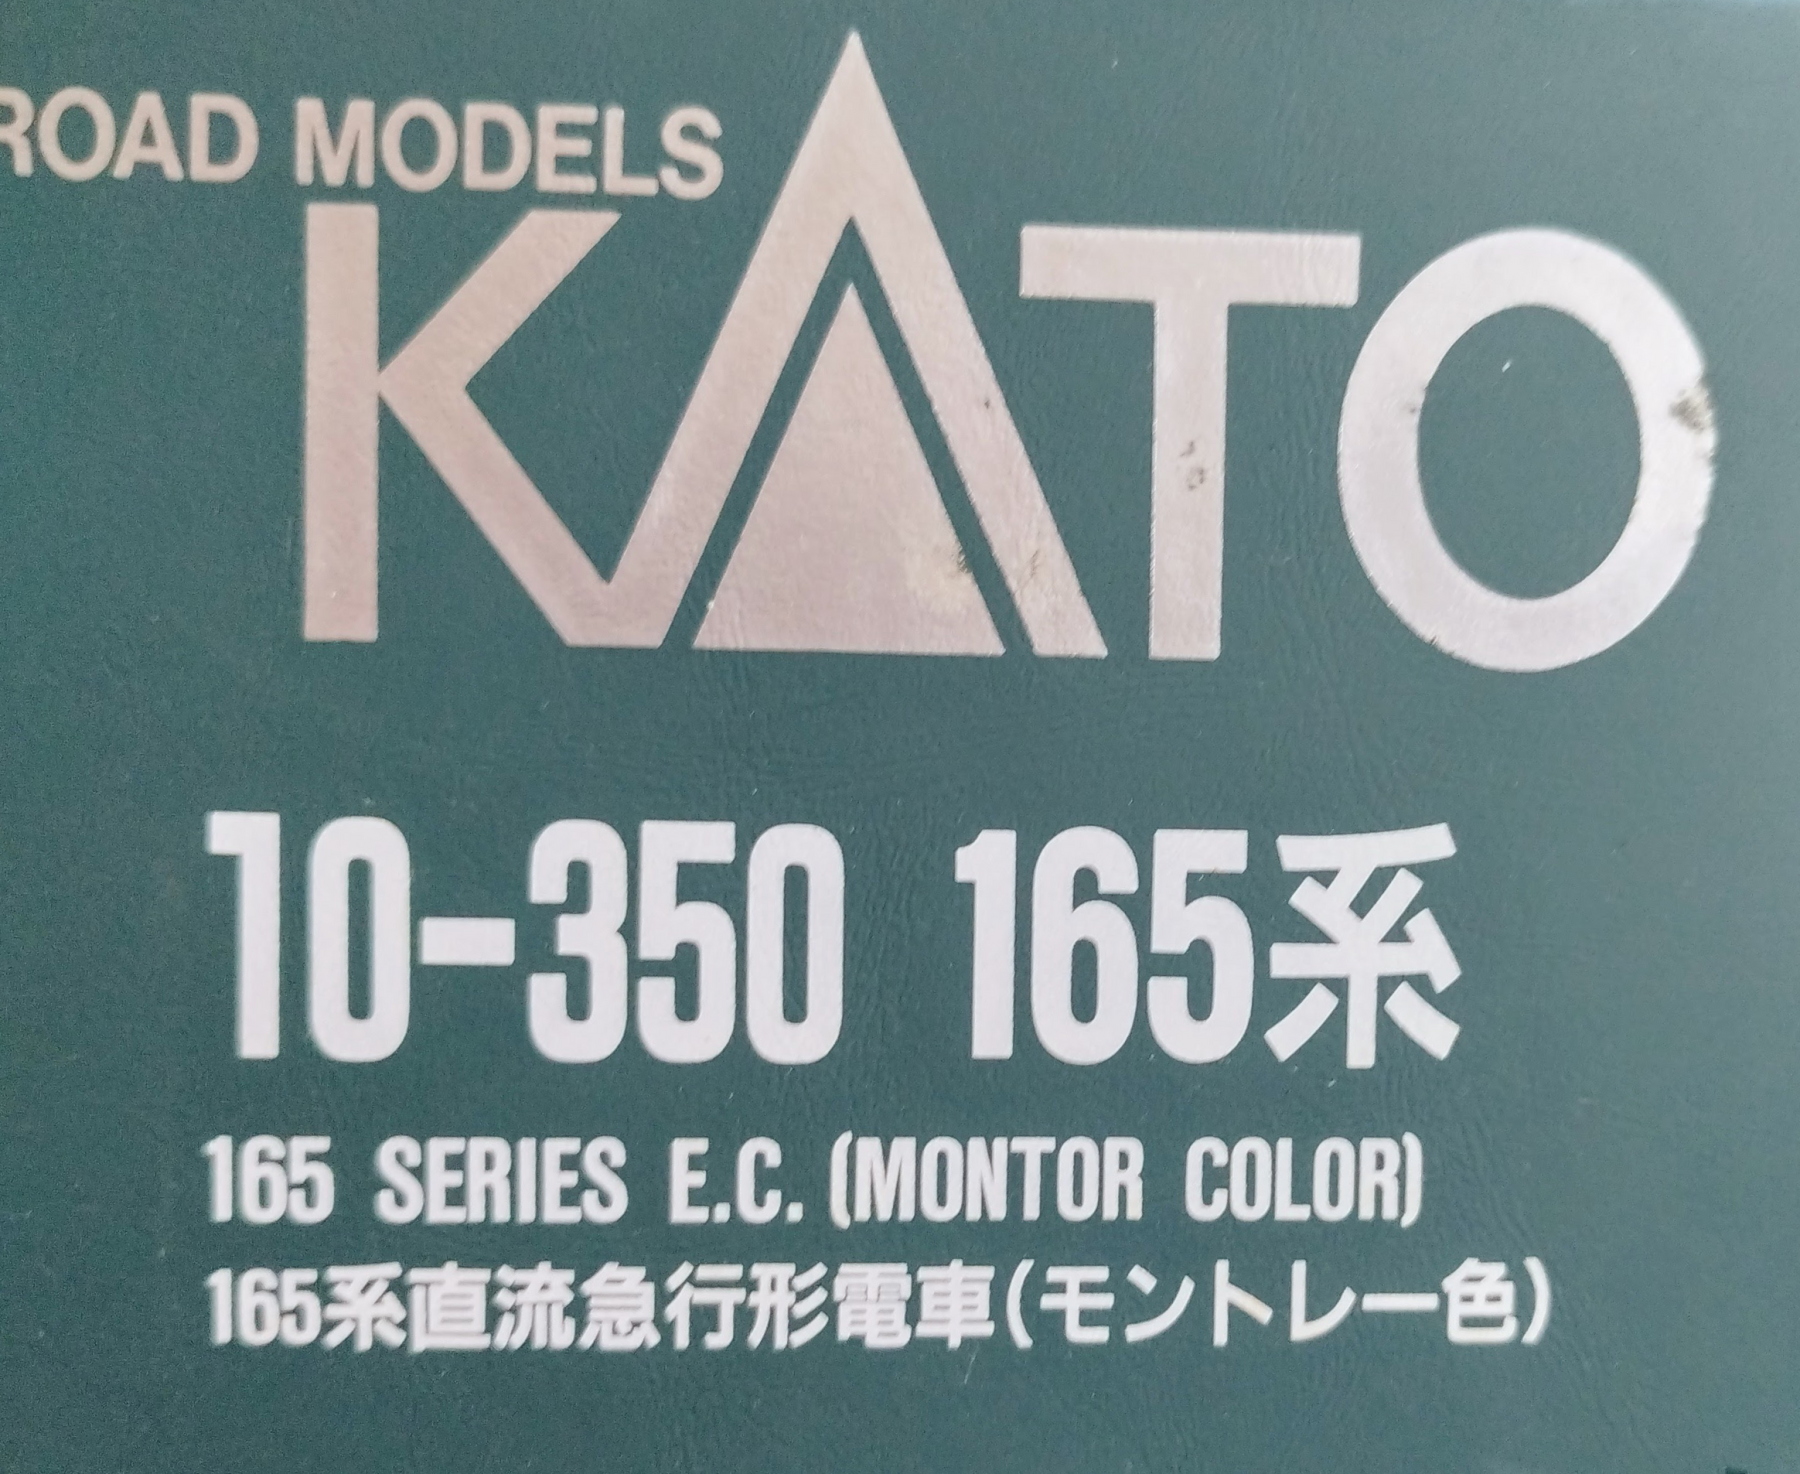 ROAD MODELS
KATO
10-350 165系
165 SERIES E.C. (MONTOR COLOR)
165系直流急行形電車(モントレー色)